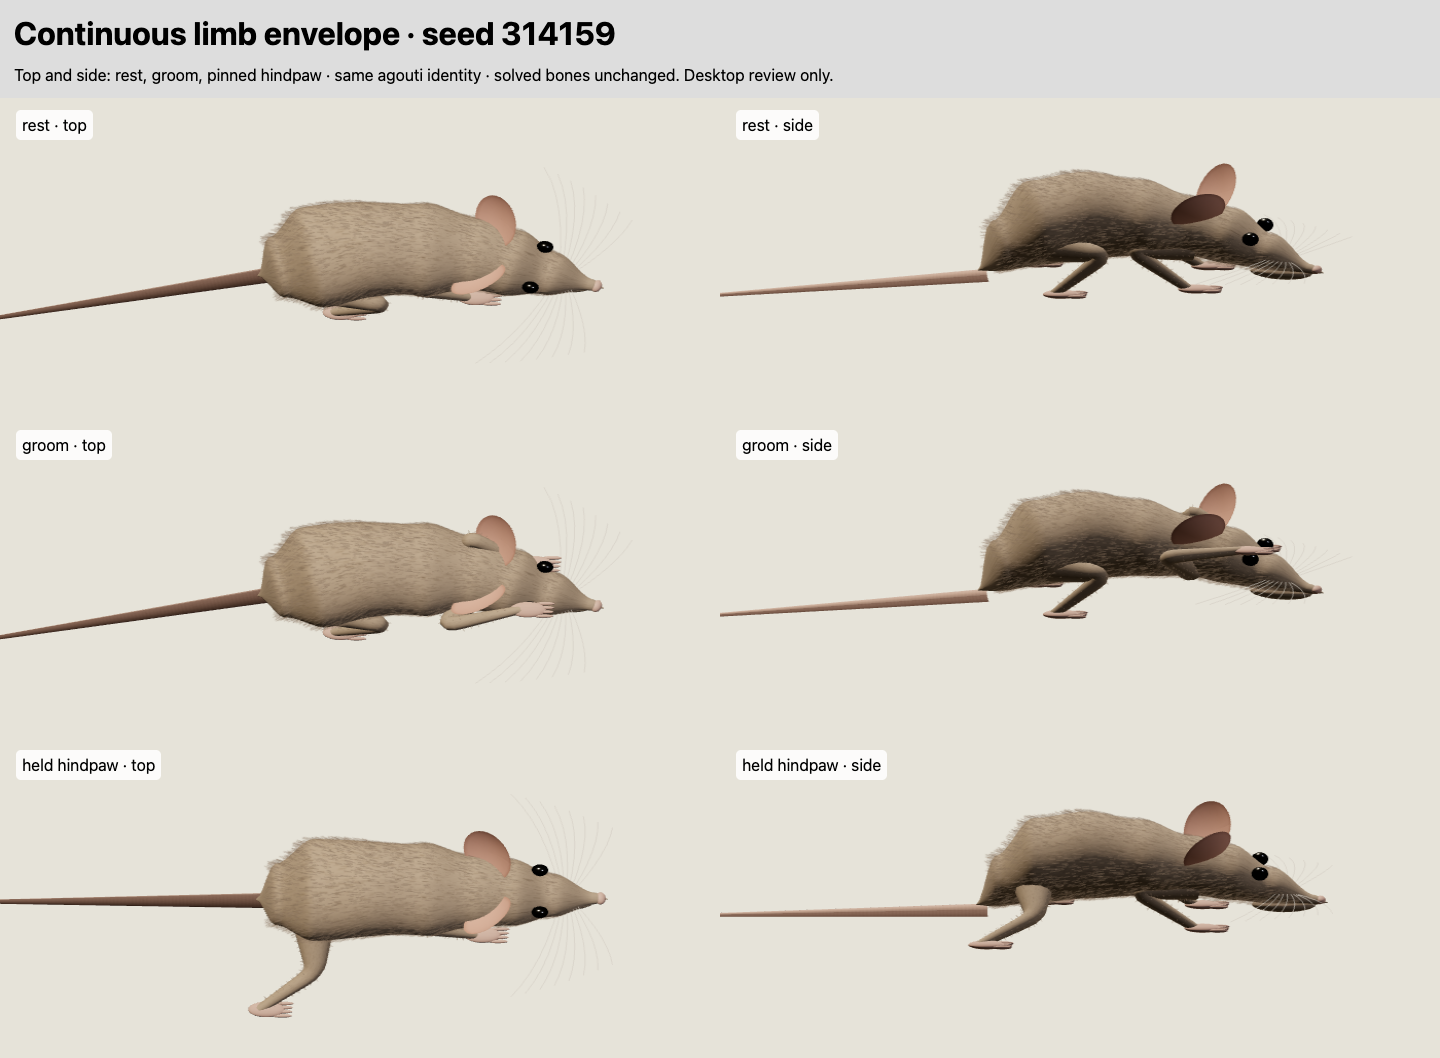 Continuous limb envelope · seed 314159
Top and side: rest, groom, pinned hindpaw · same agouti identity · solved bones unchanged. Desktop review only.
rest · top
rest · side
groom · top
groom · side
held hindpaw · top
held hindpaw · side